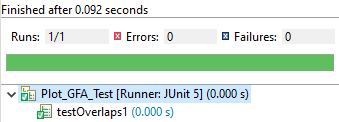 Finished after 0.092 seconds
Runs: 1/1 Errors: 0 Failures: 0
Plot_GFA_Test [Runner: JUnit 5] (0.000 s)
testOverlaps1 (0.000 s)